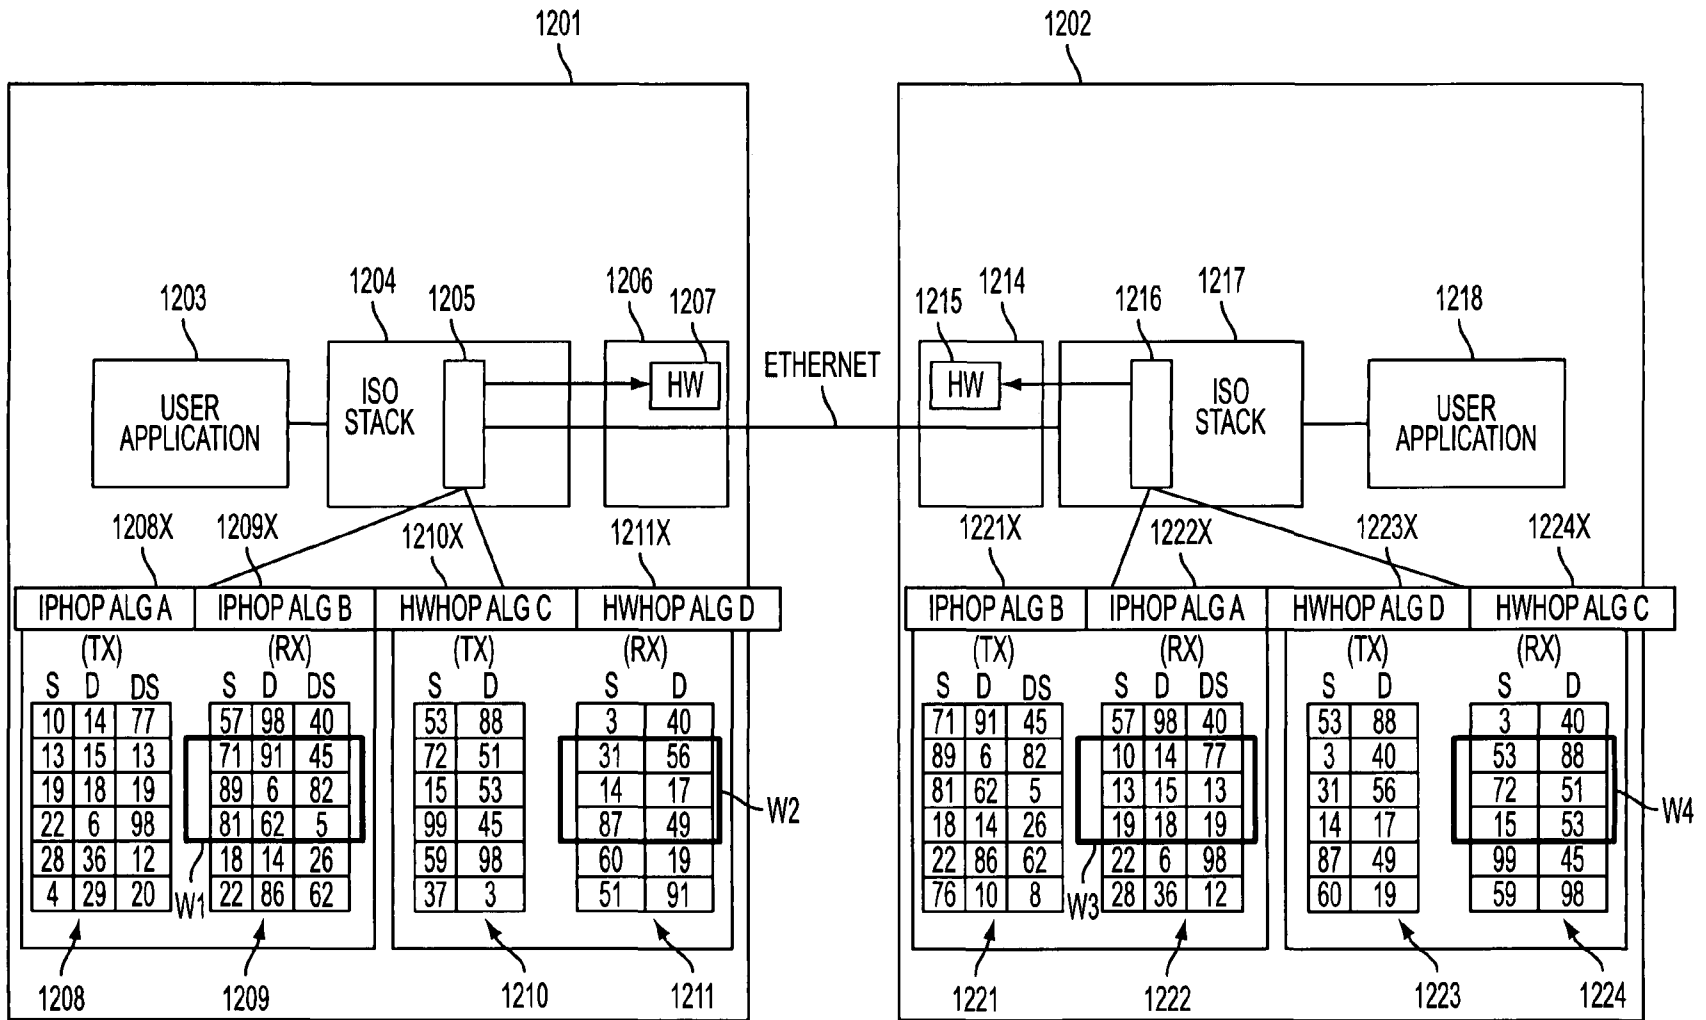 1201 1202
1203 1204 1205 1206 1207 1215 1214 1216 1217 1218
ETHERNET
USER APPLICATION
ISO STACK
HW
HW
ISO STACK
USER APPLICATION
1208X 1209X 1210X 1211X 1221X 1222X 1223X 1224X
IPHOP ALG A IPHOP ALG B HWHOP ALG C HWHOP ALG D IPHOP ALG B IPHOP ALG A HWHOP ALG D HWHOP ALG C
(TX) (RX) (TX) (RX) (TX) (RX) (TX) (RX)
S D DS S D DS S D S D S D DS S D DS S D S D
10 14 77 57 98 40 53 88 3 40 71 91 45 57 98 40 53 88 3 40
13 15 13 71 91 45 72 51 31 56 89 6 82 10 14 77 3 40 53 88
19 18 19 89 6 82 15 53 14 17 81 62 5 13 15 13 31 56 72 51
22 6 98 81 62 5 99 45 87 49 18 14 26 19 18 19 14 17 15 53
W2 W4
28 36 12 18 14 26 59 98 60 19 22 86 62 22 6 98 87 49 99 45
4 29 20 22 86 62 37 3 51 91 76 10 8 28 36 12 60 19 59 98
W1 W3
1208 1209 1210 1211 1221 1222 1223 1224